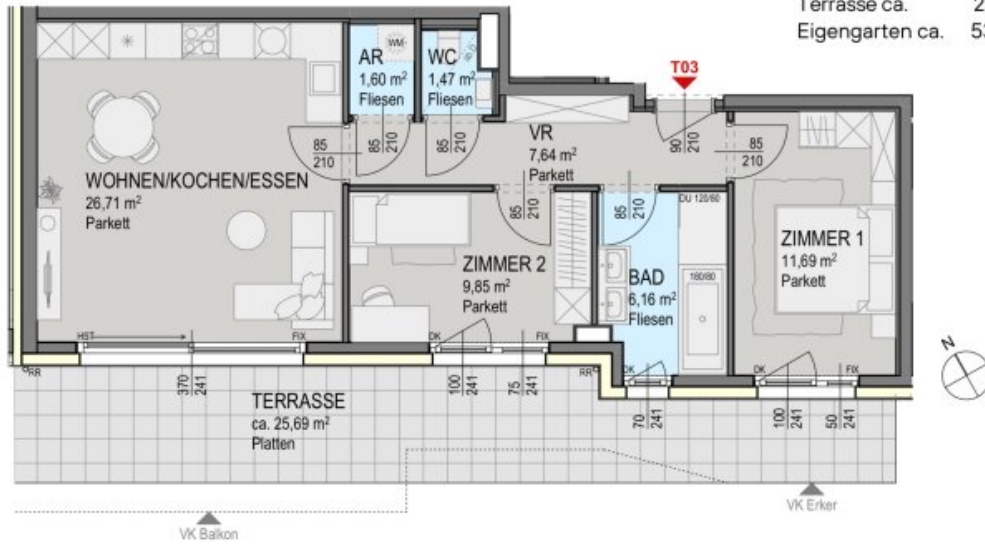 Terrasse ca.
Eigengarten ca.
AR
1,60 m²
Fliesen
WM
WC
1,47 m²
Fliesen
T03
VR
7,64 m²
Parkett
85
210
85
210
85
210
90
210
85
210
WOHNEN/KOCHEN/ESSEN
26,71 m²
Parkett
ZIMMER 2
9,85 m²
Parkett
85
210
85
210
DU 120/80
BAD
6,16 m²
Fliesen
180/80
ZIMMER 1
11,69 m²
Parkett
N
HST
FIX
DK
FIX
DK
DK
FIX
RR
RR
370
241
100
241
75
241
70
241
100
241
50
241
TERRASSE
ca. 25,69 m²
Platten
VK Balkon
VK Erker